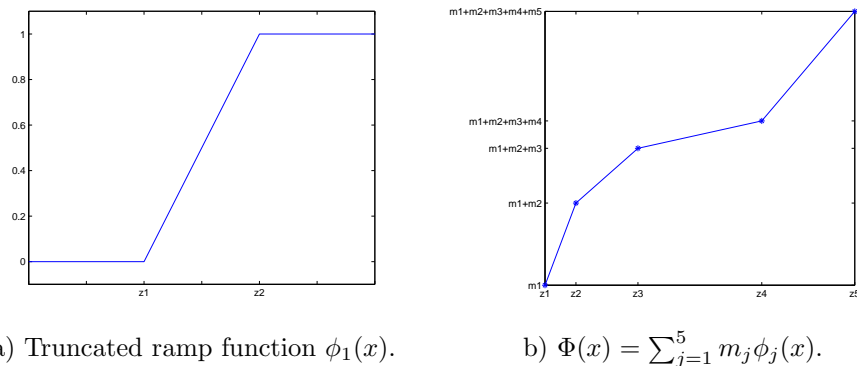 1
0.8
0.6
0.4
0.2
0
z1 z2
m1+m2+m3+m4+m5
m1+m2+m3+m4
m1+m2+m3
m1+m2
m1
z1 z2 z3 z4 z5
) Truncated ramp function ϕ₁(x).
b) Φ(x) = ∑⁵ⱼ₌₁ mⱼϕⱼ(x).